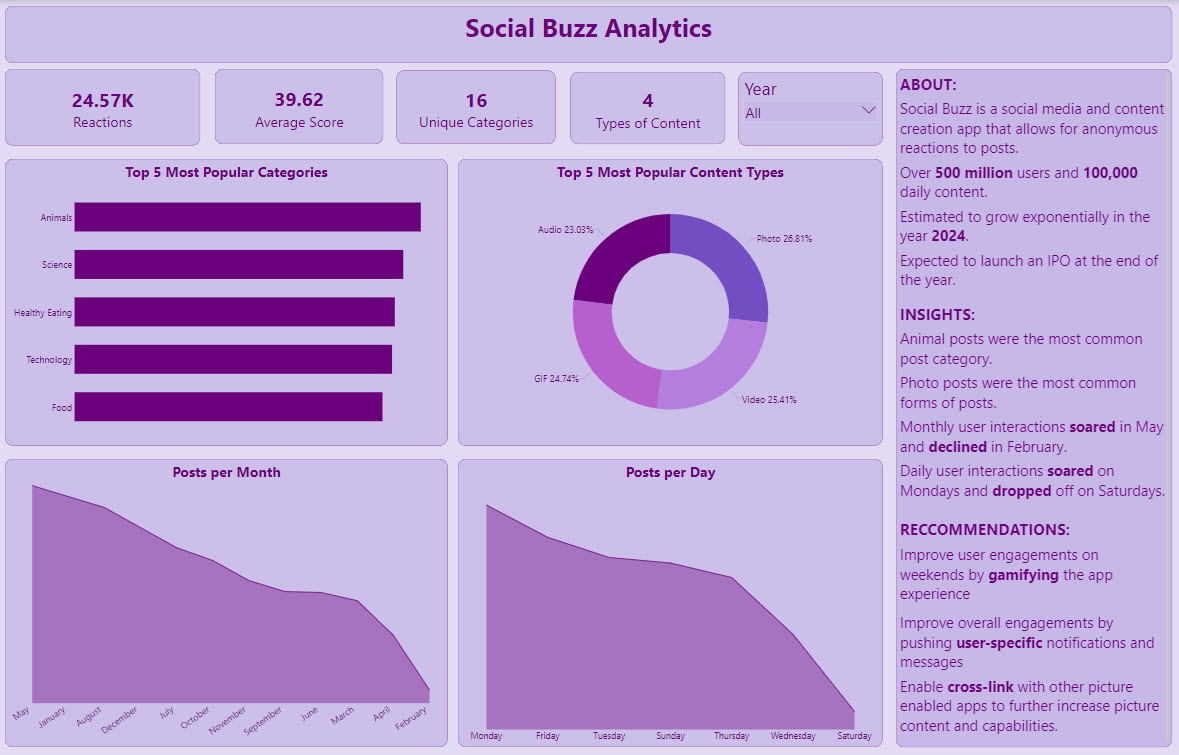 Social Buzz Analytics
24.57K
Reactions
39.62
Average Score
16
Unique Categories
4
Types of Content
Year
All
Top 5 Most Popular Categories
Animals
Science
Healthy Eating
Technology
Food
Top 5 Most Popular Content Types
Audio 23.03%
Photo 26.81%
GIF 24.74%
Video 25.41%
Posts per Month
May
January
August
December
July
October
November
September
June
March
April
February
Posts per Day
Monday
Friday
Tuesday
Sunday
Thursday
Wednesday
Saturday
ABOUT:
Social Buzz is a social media and content
creation app that allows for anonymous
reactions to posts.
Over 500 million users and 100,000
daily content.
Estimated to grow exponentially in the
year 2024.
Expected to launch an IPO at the end of
the year.
INSIGHTS:
Animal posts were the most common
post category.
Photo posts were the most common
forms of posts.
Monthly user interactions soared in May
and declined in February.
Daily user interactions soared on
Mondays and dropped off on Saturdays.
RECCOMMENDATIONS:
Improve user engagements on
weekends by gamifying the app
experience
Improve overall engagements by
pushing user-specific notifications and
messages
Enable cross-link with other picture
enabled apps to further increase picture
content and capabilities.